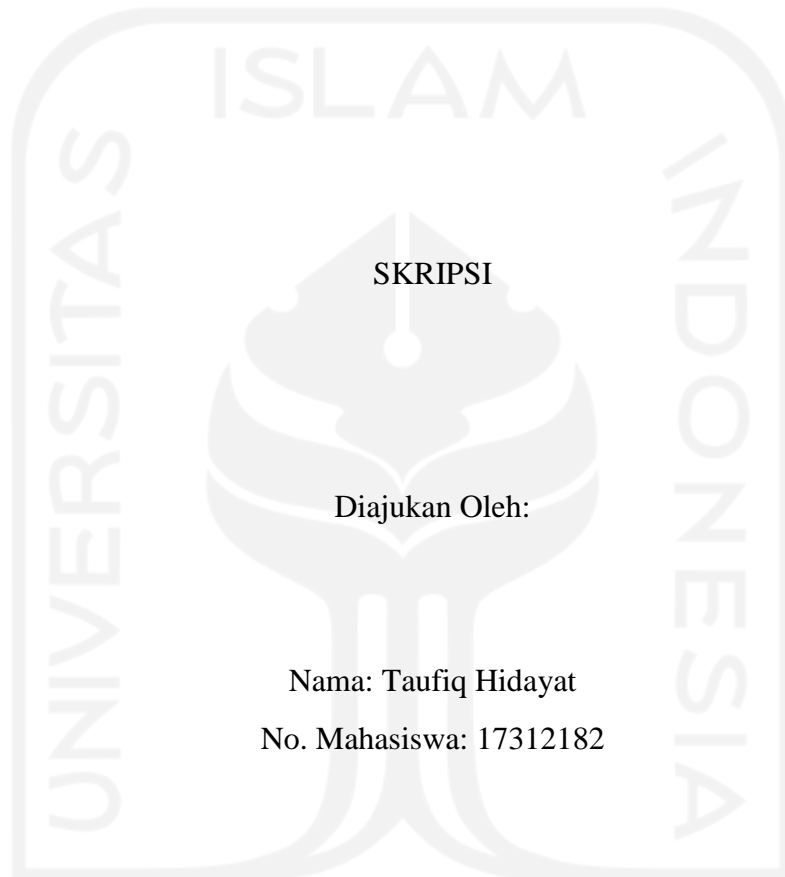 ISLAM
UNIVERSITAS
INDONESIA
SKRIPSI
Diajukan Oleh:
Nama: Taufiq Hidayat
No. Mahasiswa: 17312182